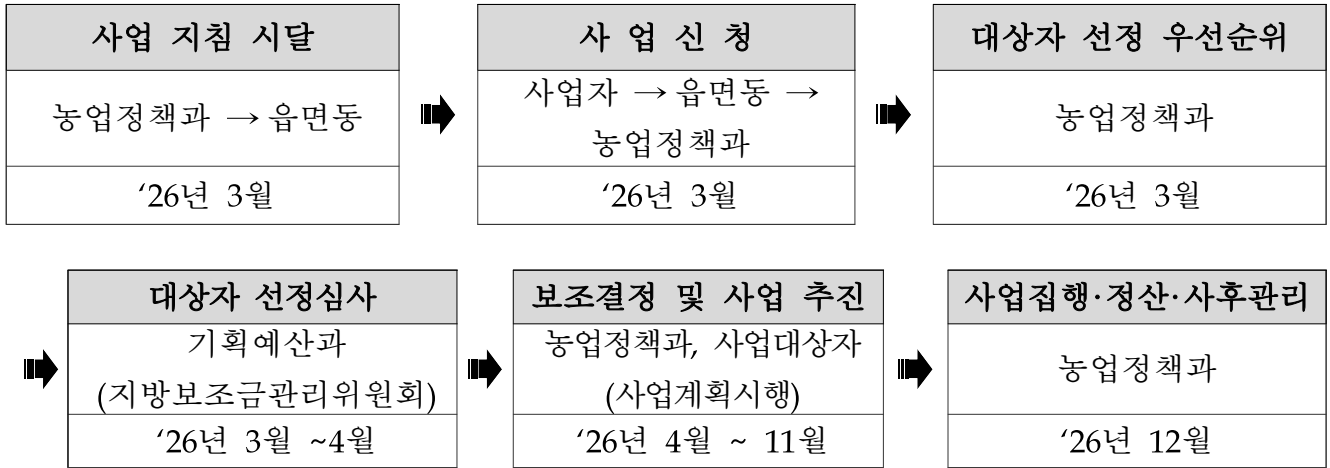 사업 지침 시달
농업정책과 → 읍면동
‘26년 3월
사 업 신 청
사업자 → 읍면동 →
농업정책과
‘26년 3월
대상자 선정 우선순위
농업정책과
‘26년 3월
대상자 선정심사
기획예산과
(지방보조금관리위원회)
‘26년 3월 ~4월
보조결정 및 사업 추진
농업정책과, 사업대상자
(사업계획시행)
‘26년 4월 ~ 11월
사업집행·정산·사후관리
농업정책과
‘26년 12월